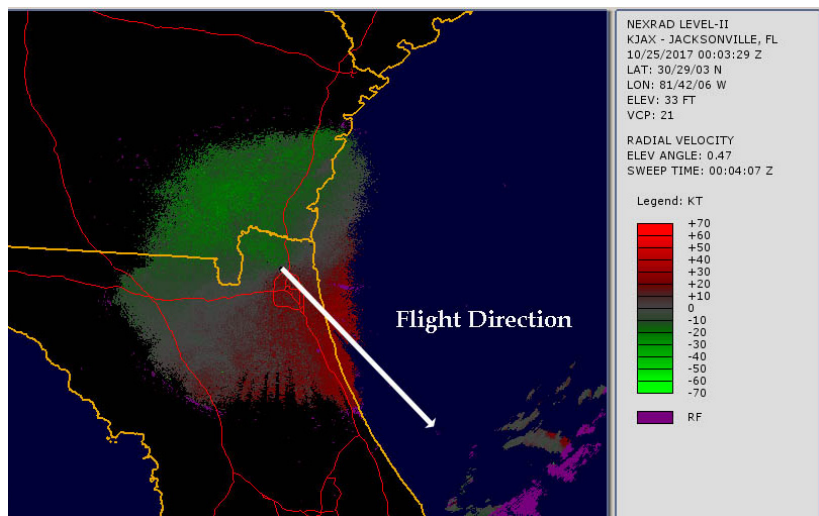 NEXRAD LEVEL-II
KJAX - JACKSONVILLE, FL
10/25/2017 00:03:29 Z
LAT: 30/29/03 N
LON: 81/42/06 W
ELEV: 33 FT
VCP: 21
RADIAL VELOCITY
ELEV ANGLE: 0.47
SWEEP TIME: 00:04:07 Z
Legend: KT
+70
+60
+50
+40
+30
+20
+10
0
-10
-20
-30
-40
-50
-60
-70
RF
Flight Direction